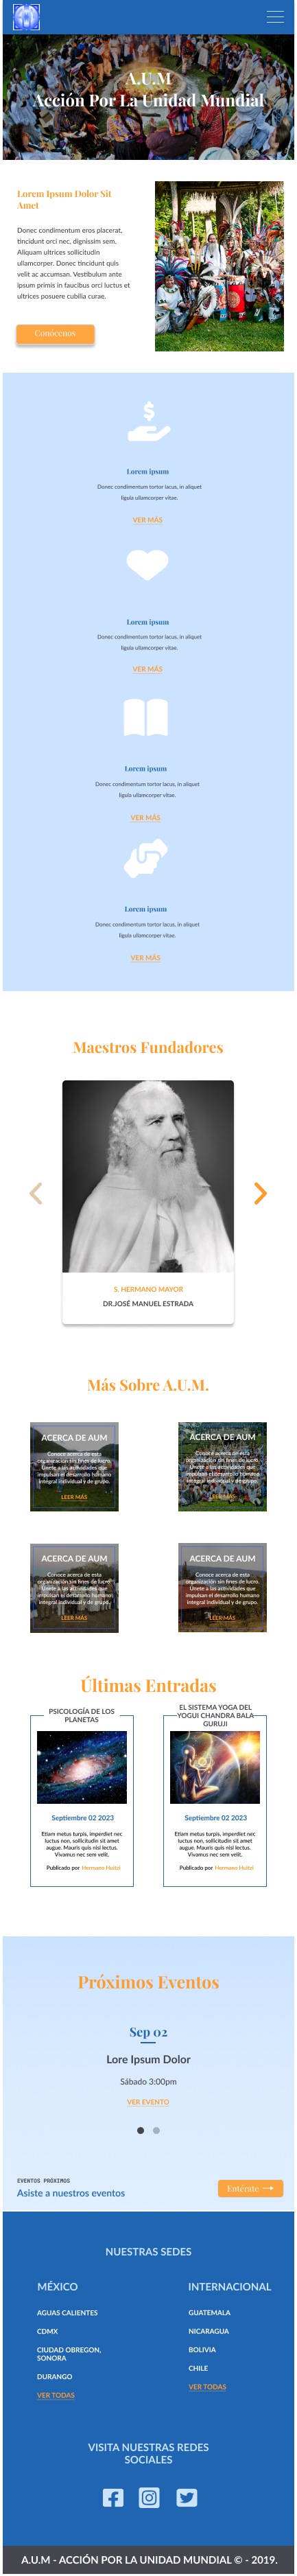 A.U.M
Acción Por La Unidad Mundial
Lorem Ipsum Dolor Sit
Amet
Donec condimentum eros placerat,
tincidunt orci nec, dignissim sem.
Aliquam ultrices sollicitudin
ullamcorper. Donec tincidunt quis
velit ac accumsan. Vestibulum ante
ipsum primis in faucibus orci luctus et
ultrices posuere cubilia curae.
Conócenos
Lorem ipsum
Donec condimentum tortor lacus, in aliquet
ligula ullamcorper vitae.
VER MÁS
Lorem ipsum
Donec condimentum tortor lacus, in aliquet
ligula ullamcorper vitae.
VER MÁS
Lorem ipsum
Donec condimentum tortor lacus, in aliquet
ligula ullamcorper vitae.
VER MÁS
Lorem ipsum
Donec condimentum tortor lacus, in aliquet
ligula ullamcorper vitae.
VER MÁS
Maestros Fundadores
S. HERMANO MAYOR
DR.JOSÉ MANUEL ESTRADA
Más Sobre A.U.M.
ACERCA DE AUM
Conoce acerca de esta
organización sin fines de lucro.
Únete a las actividades que
impulsan el desarrollo humano
integral individual y de grupo.
LEER MÁS
ACERCA DE AUM
Conoce acerca de esta
organización sin fines de lucro.
Únete a las actividades que
impulsan el desarrollo humano
integral individual y de grupo.
LEER MÁS
ACERCA DE AUM
Conoce acerca de esta
organización sin fines de lucro.
Únete a las actividades que
impulsan el desarrollo humano
integral individual y de grupo.
LEER MÁS
ACERCA DE AUM
Conoce acerca de esta
organización sin fines de lucro.
Únete a las actividades que
impulsan el desarrollo humano
integral individual y de grupo.
LEER MÁS
Últimas Entradas
PSICOLOGÍA DE LOS
PLANETAS
Septiembre 02 2023
Etiam metus turpis, imperdiet nec
luctus non, sollicitudin sit amet
augue. Mauris quis nisl lectus.
Vivamus nec sem velit.
Publicado por Hermano Huitzi
EL SISTEMA YOGA DEL
YOGUI CHANDRA BALA
GURUJI
Septiembre 02 2023
Etiam metus turpis, imperdiet nec
luctus non, sollicitudin sit amet
augue. Mauris quis nisl lectus.
Vivamus nec sem velit.
Publicado por Hermano Huitzi
Próximos Eventos
Sep 02
Lore Ipsum Dolor
Sábado 3:00pm
VER EVENTO
EVENTOS PRÓXIMOS
Asiste a nuestros eventos
Entérate
NUESTRAS SEDES
MÉXICO
AGUAS CALIENTES
CDMX
CIUDAD OBREGON,
SONORA
DURANGO
VER TODAS
INTERNACIONAL
GUATEMALA
NICARAGUA
BOLIVIA
CHILE
VER TODAS
VISITA NUESTRAS REDES
SOCIALES
A.U.M - ACCIÓN POR LA UNIDAD MUNDIAL © - 2019.